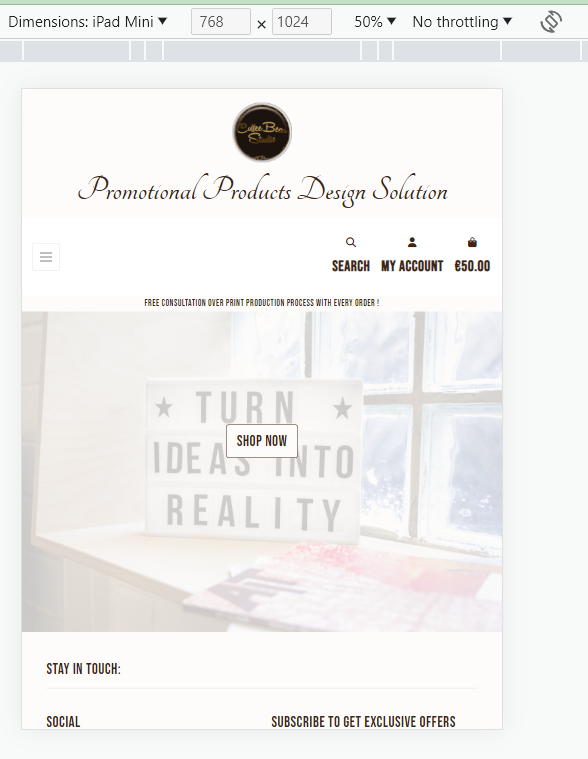 Dimensions: iPad Mini 768 × 1024 50% No throttling
Coffee Bean
Studio
Promotional Products Design Solution
SEARCH MY ACCOUNT €50.00
FREE CONSULTATION OVER PRINT PRODUCTION PROCESS WITH EVERY ORDER !
TURN
SHOP NOW
IDEAS INTO
REALITY
STAY IN TOUCH:
SOCIAL SUBSCRIBE TO GET EXCLUSIVE OFFERS